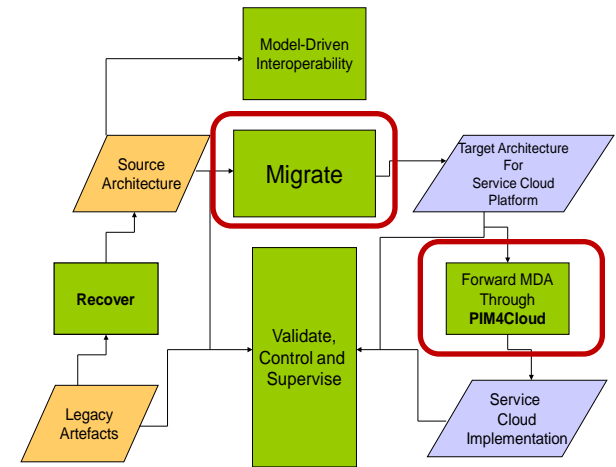 Model-Driven
Interoperability
Source
Architecture
Migrate
Target Architecture
For
Service Cloud
Platform
Recover
Validate,
Control and
Supervise
Forward MDA
Through
PIM4Cloud
Legacy
Artefacts
Service
Cloud
Implementation